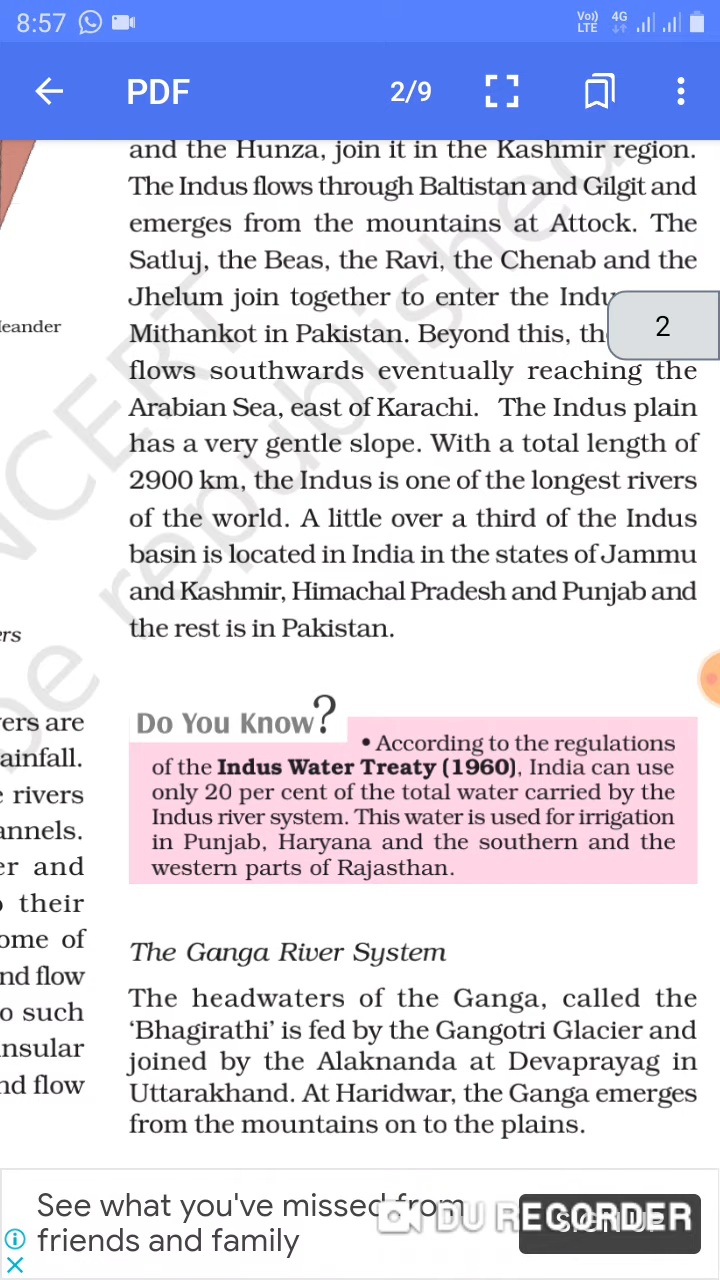 8:57
Vo)) LTE 4G
PDF
2/9
and the Hunza, join it in the Kashmir region.
The Indus flows through Baltistan and Gilgit and
emerges from the mountains at Attock. The
Satluj, the Beas, the Ravi, the Chenab and the
Jhelum join together to enter the
Mithankot in Pakistan. Beyond this,
flows southwards eventually reaching the
Arabian Sea, east of Karachi. The Indus plain
has a very gentle slope. With a total length of
2900 km, the Indus is one of the longest rivers
of the world. A little over a third of the Indus
basin is located in India in the states of Jammu
and Kashmir, Himachal Pradesh and Punjab and
the rest is in Pakistan.
2
eander
ers
ers are
ainfall.
rivers
annels.
er and
their
ome of
nd flow
o such
insular
nd flow
NCERT
be republished
Do You Know?
• According to the regulations
of the Indus Water Treaty (1960), India can use
only 20 per cent of the total water carried by the
Indus river system. This water is used for irrigation
in Punjab, Haryana and the southern and the
western parts of Rajasthan.
The Ganga River System
The headwaters of the Ganga, called the
‘Bhagirathi’ is fed by the Gangotri Glacier and
joined by the Alaknanda at Devaprayag in
Uttarakhand. At Haridwar, the Ganga emerges
from the mountains on to the plains.
See what you've missed from
friends and family
DU RECORDER